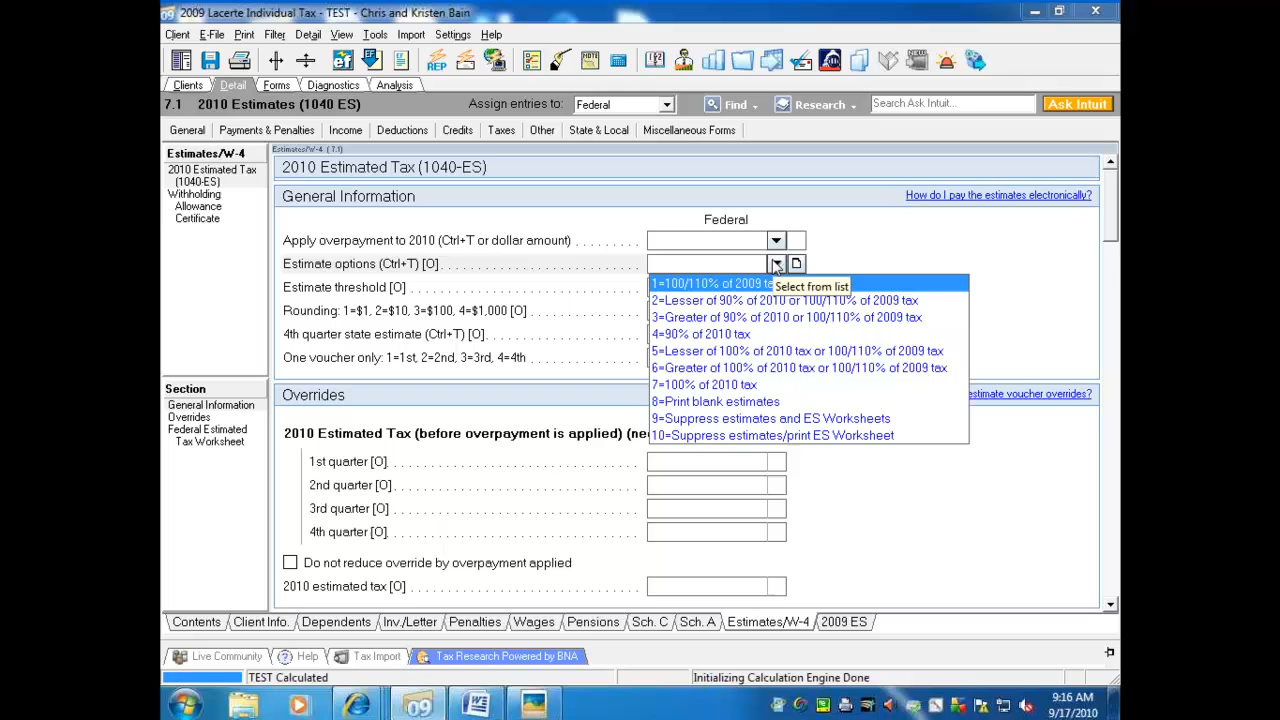 2009 Lacerte Individual Tax - TEST - Chris and Kristen Bain
Client E-File Print Filter Detail View Tools Import Settings Help
REP
Clients Detail Forms Diagnostics Analysis
7.1 2010 Estimates (1040 ES) Assign entries to: Federal Find Research Search Ask Intuit Ask Intuit
General Payments & Penalties Income Deductions Credits Taxes Other State & Local Miscellaneous Forms
Estimates/W-4
2010 Estimated Tax
(1040-ES)
Withholding
Allowance
Certificate
Estimates/W-4 (7.1)
2010 Estimated Tax (1040-ES)
General Information How do I pay the estimates electronically?
Federal
Apply overpayment to 2010 (Ctrl+T or dollar amount)
Estimate options (Ctrl+T) [O]
Estimate threshold [O]
Rounding: 1=$1, 2=$10, 3=$100, 4=$1,000 [O]
4th quarter state estimate (Ctrl+T) [O]
One voucher only: 1=1st, 2=2nd, 3=3rd, 4=4th
1=100/110% of 2009
Select from list
2=Lesser of 90% of 2010 or 100/110% of 2009 tax
3=Greater of 90% of 2010 or 100/110% of 2009 tax
4=90% of 2010 tax
5=Lesser of 100% of 2010 tax or 100/110% of 2009 tax
6=Greater of 100% of 2010 tax or 100/110% of 2009 tax
7=100% of 2010 tax
8=Print blank estimates
9=Suppress estimates and ES Worksheets
10=Suppress estimates/print ES Worksheet
Section
General Information
Overrides
Federal Estimated
Tax Worksheet
Overrides estimate voucher overrides?
2010 Estimated Tax (before overpayment is applied)
1st quarter [O]
2nd quarter [O]
3rd quarter [O]
4th quarter [O]
Do not reduce override by overpayment applied
2010 estimated tax [O]
Contents Client Info. Dependents Inv./Letter Penalties Wages Pensions Sch. C Sch. A Estimates/W-4 2009 ES
Live Community Help Tax Import Tax Research Powered by BNA
TEST Calculated Initializing Calculation Engine Done
09
9:16 AM
9/17/2010